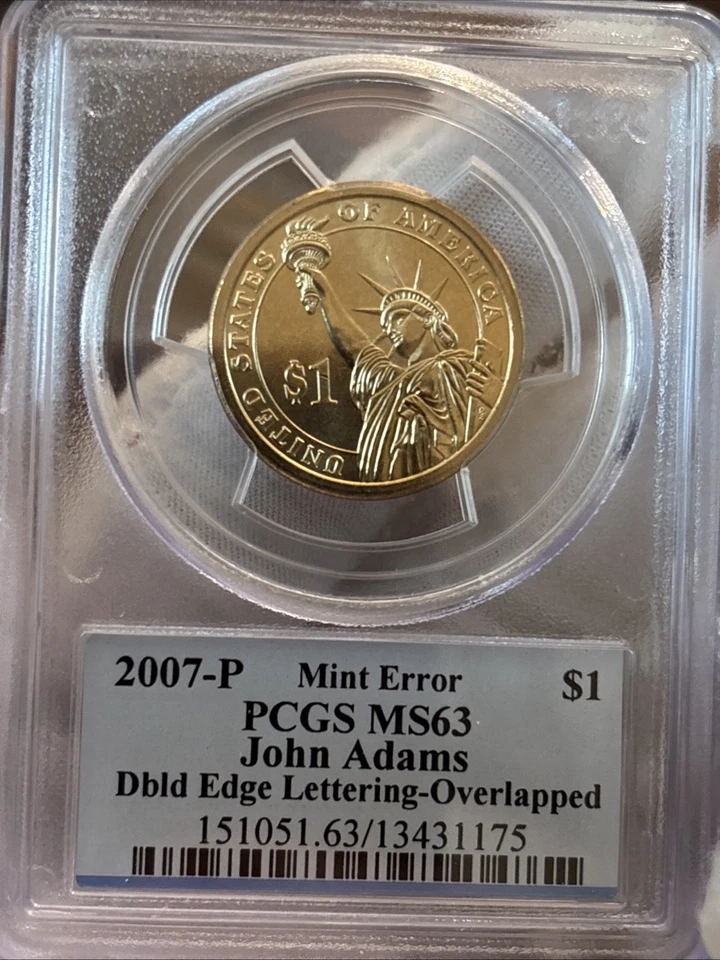 UNITED STATES OF AMERICA
$1
2007-P Mint Error $1
PCGS MS63
John Adams
Dbld Edge Lettering-Overlapped
151051.63/13431175